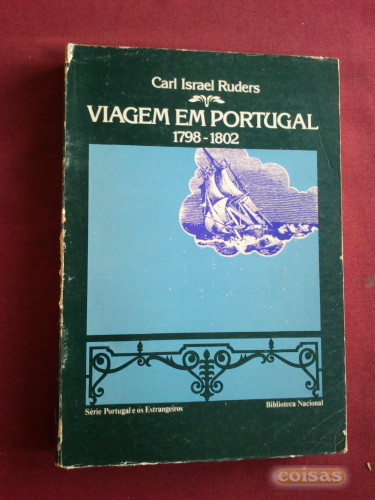 Carl Israel Ruders
VIAGEM EM PORTUGAL
1798-1802
Série Portugal e os Estrangeiros
Biblioteca Nacional
coisas